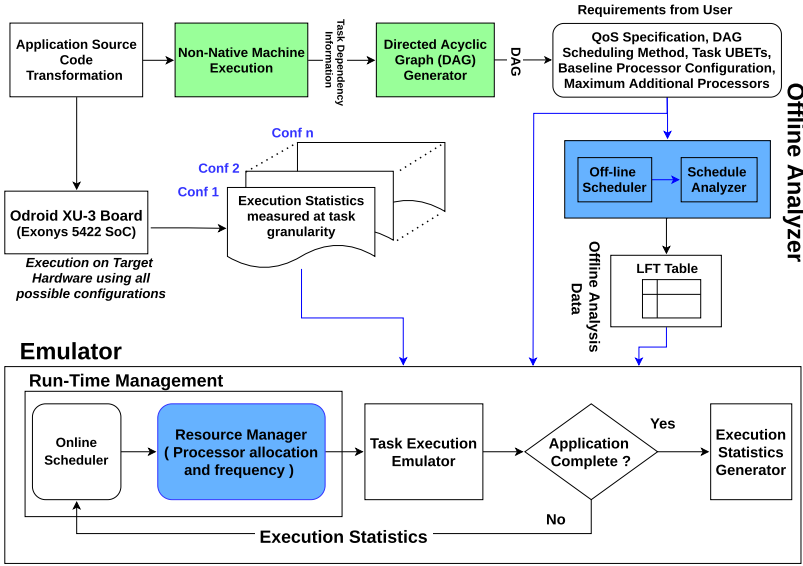 Requirements from User
Application Source
Code
Transformation
Non-Native Machine
Execution
Task Dependency
Information
Directed Acyclic
Graph (DAG)
Generator
DAG
QoS Specification, DAG
Scheduling Method, Task UBETs,
Baseline Processor Configuration,
Maximum Additional Processors
Offline Analyzer
Conf n
Conf 2
Conf 1
Execution Statistics
measured at task
granularity
Off-line
Scheduler
Schedule
Analyzer
Odroid XU-3 Board
(Exonys 5422 SoC)
Execution on Target
Hardware using all
possible configurations
Offline Analysis
Data
LFT Table
Emulator
Run-Time Management
Online
Scheduler
Resource Manager
( Processor allocation
and frequency )
Task Execution
Emulator
Application
Complete ?
Yes
Execution
Statistics
Generator
No
Execution Statistics